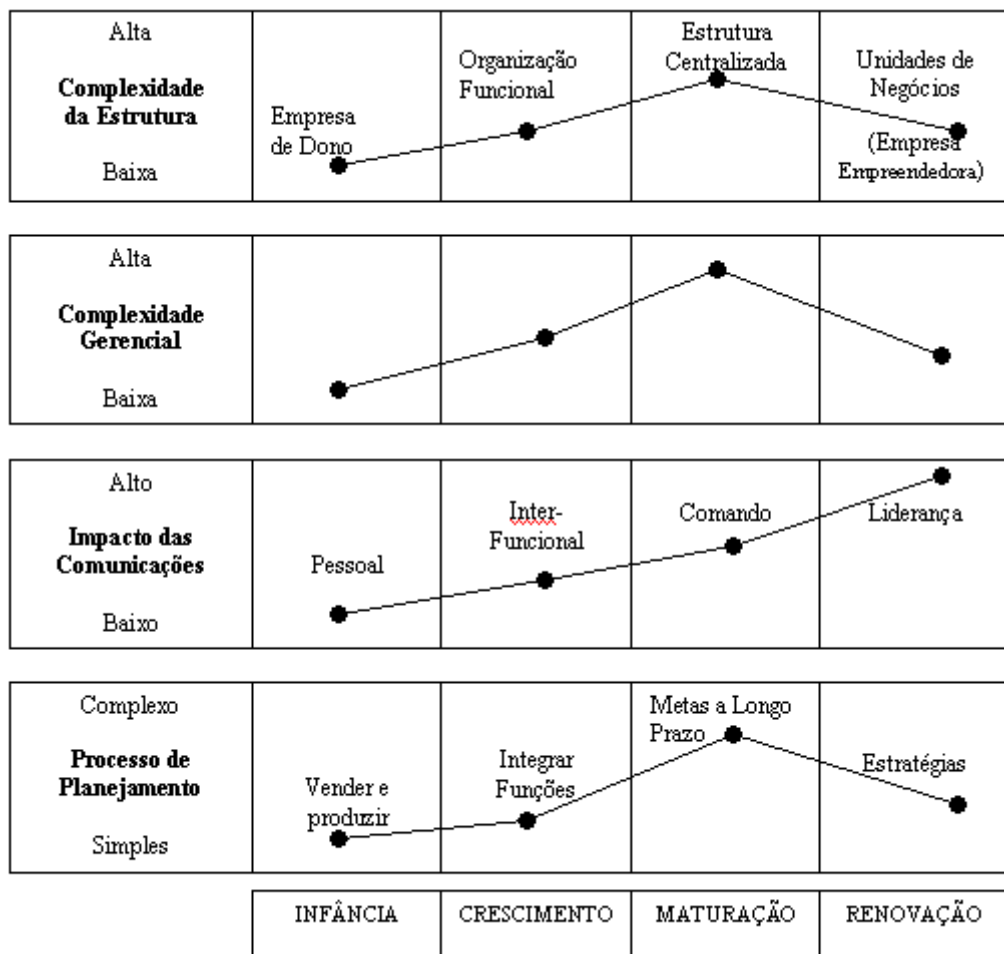 Alta
Complexidade
da Estrutura
Baixa
Empresa
de Dono
Organização
Funcional
Estrutura
Centralizada
Unidades de
Negócios
(Empresa
Empreendedora)
Alta
Complexidade
Gerencial
Baixa
Alto
Impacto das
Comunicações
Baixo
Pessoal
Inter-
Funcional
Comando
Liderança
Complexo
Processo de
Planejamento
Simples
Vender e
produzir
Integrar
Funções
Metas a Longo
Prazo
Estratégias
INFÂNCIA
CRESCIMENTO
MATURAÇÃO
RENOVAÇÃO